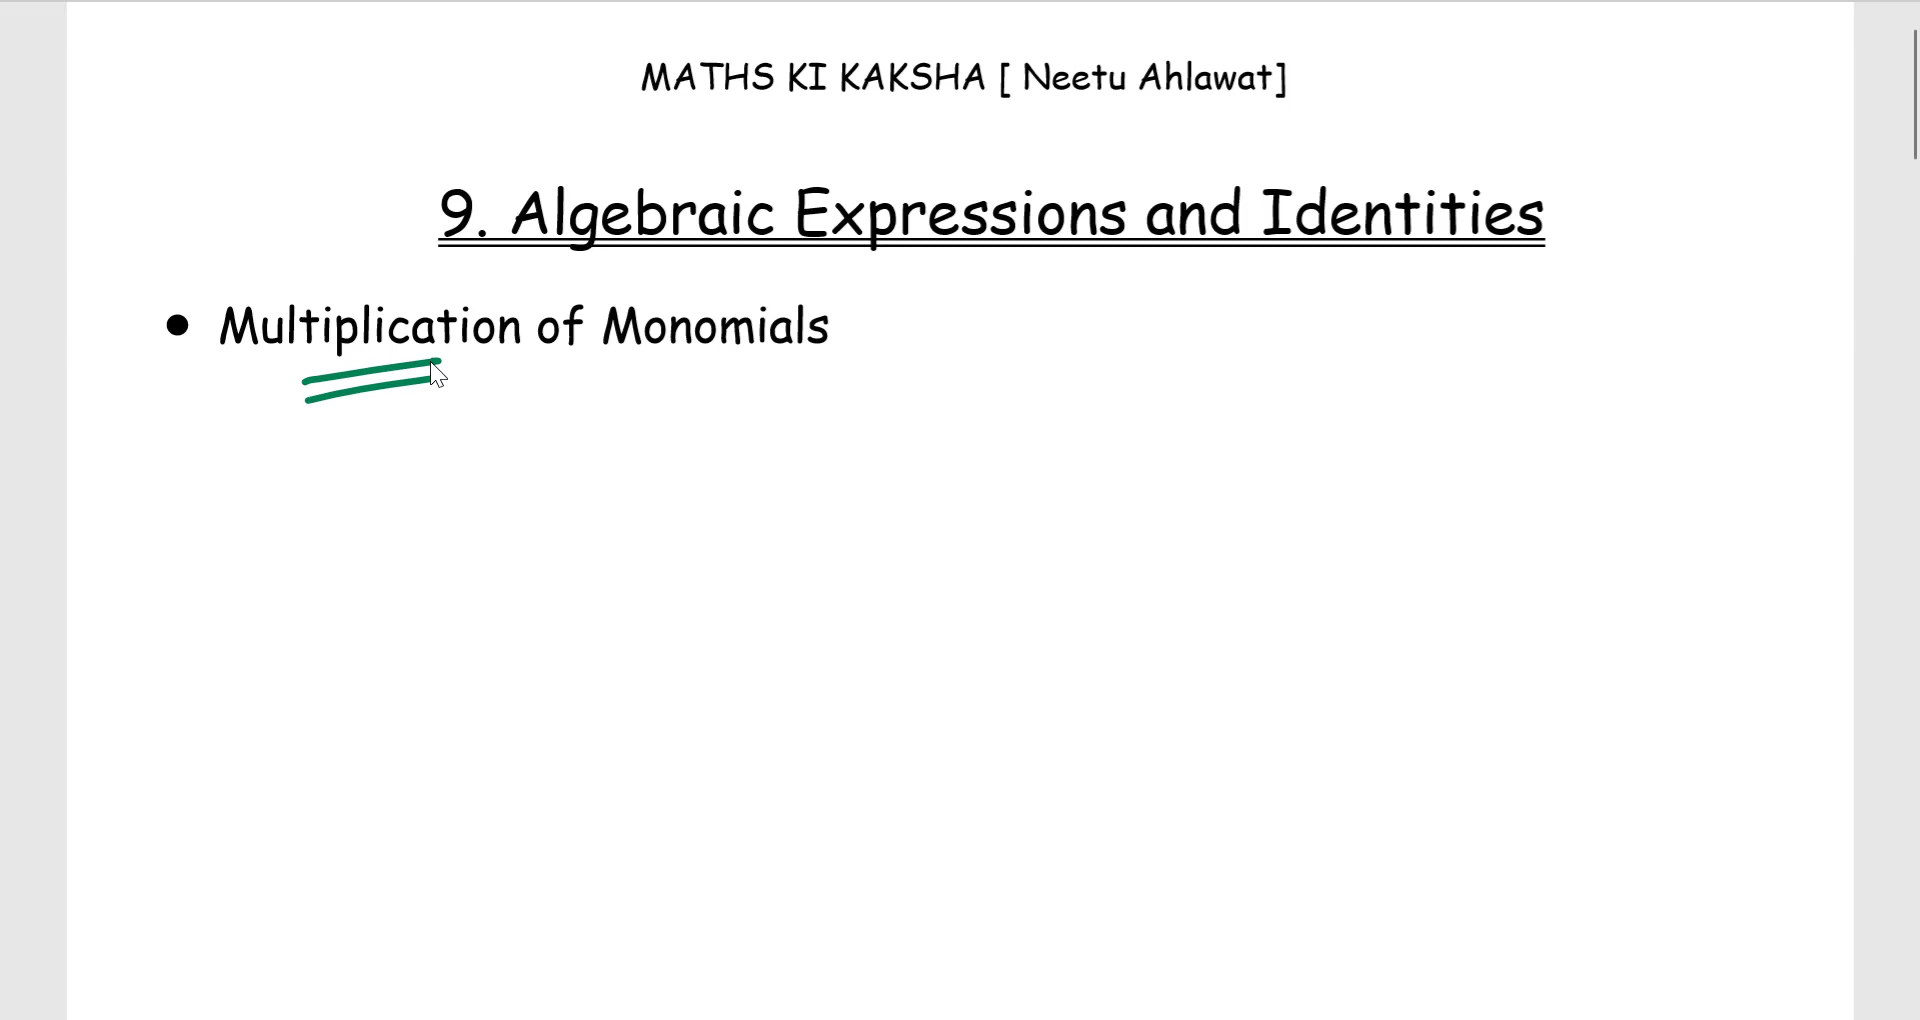 MATHS KI KAKSHA [ Neetu Ahlawat]
9. Algebraic Expressions and Identities
● Multiplication of Monomials